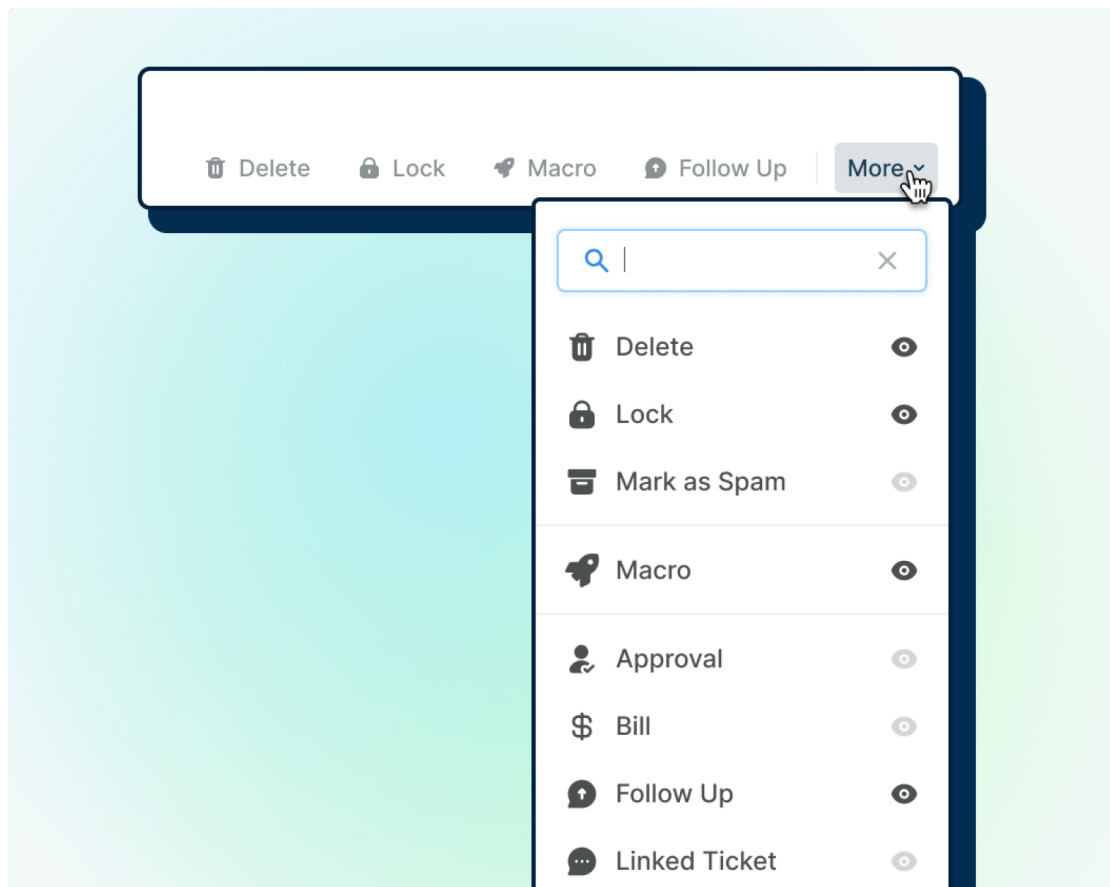 Delete Lock Macro Follow Up More
Delete
Lock
Mark as Spam
Macro
Approval
Bill
Follow Up
Linked Ticket